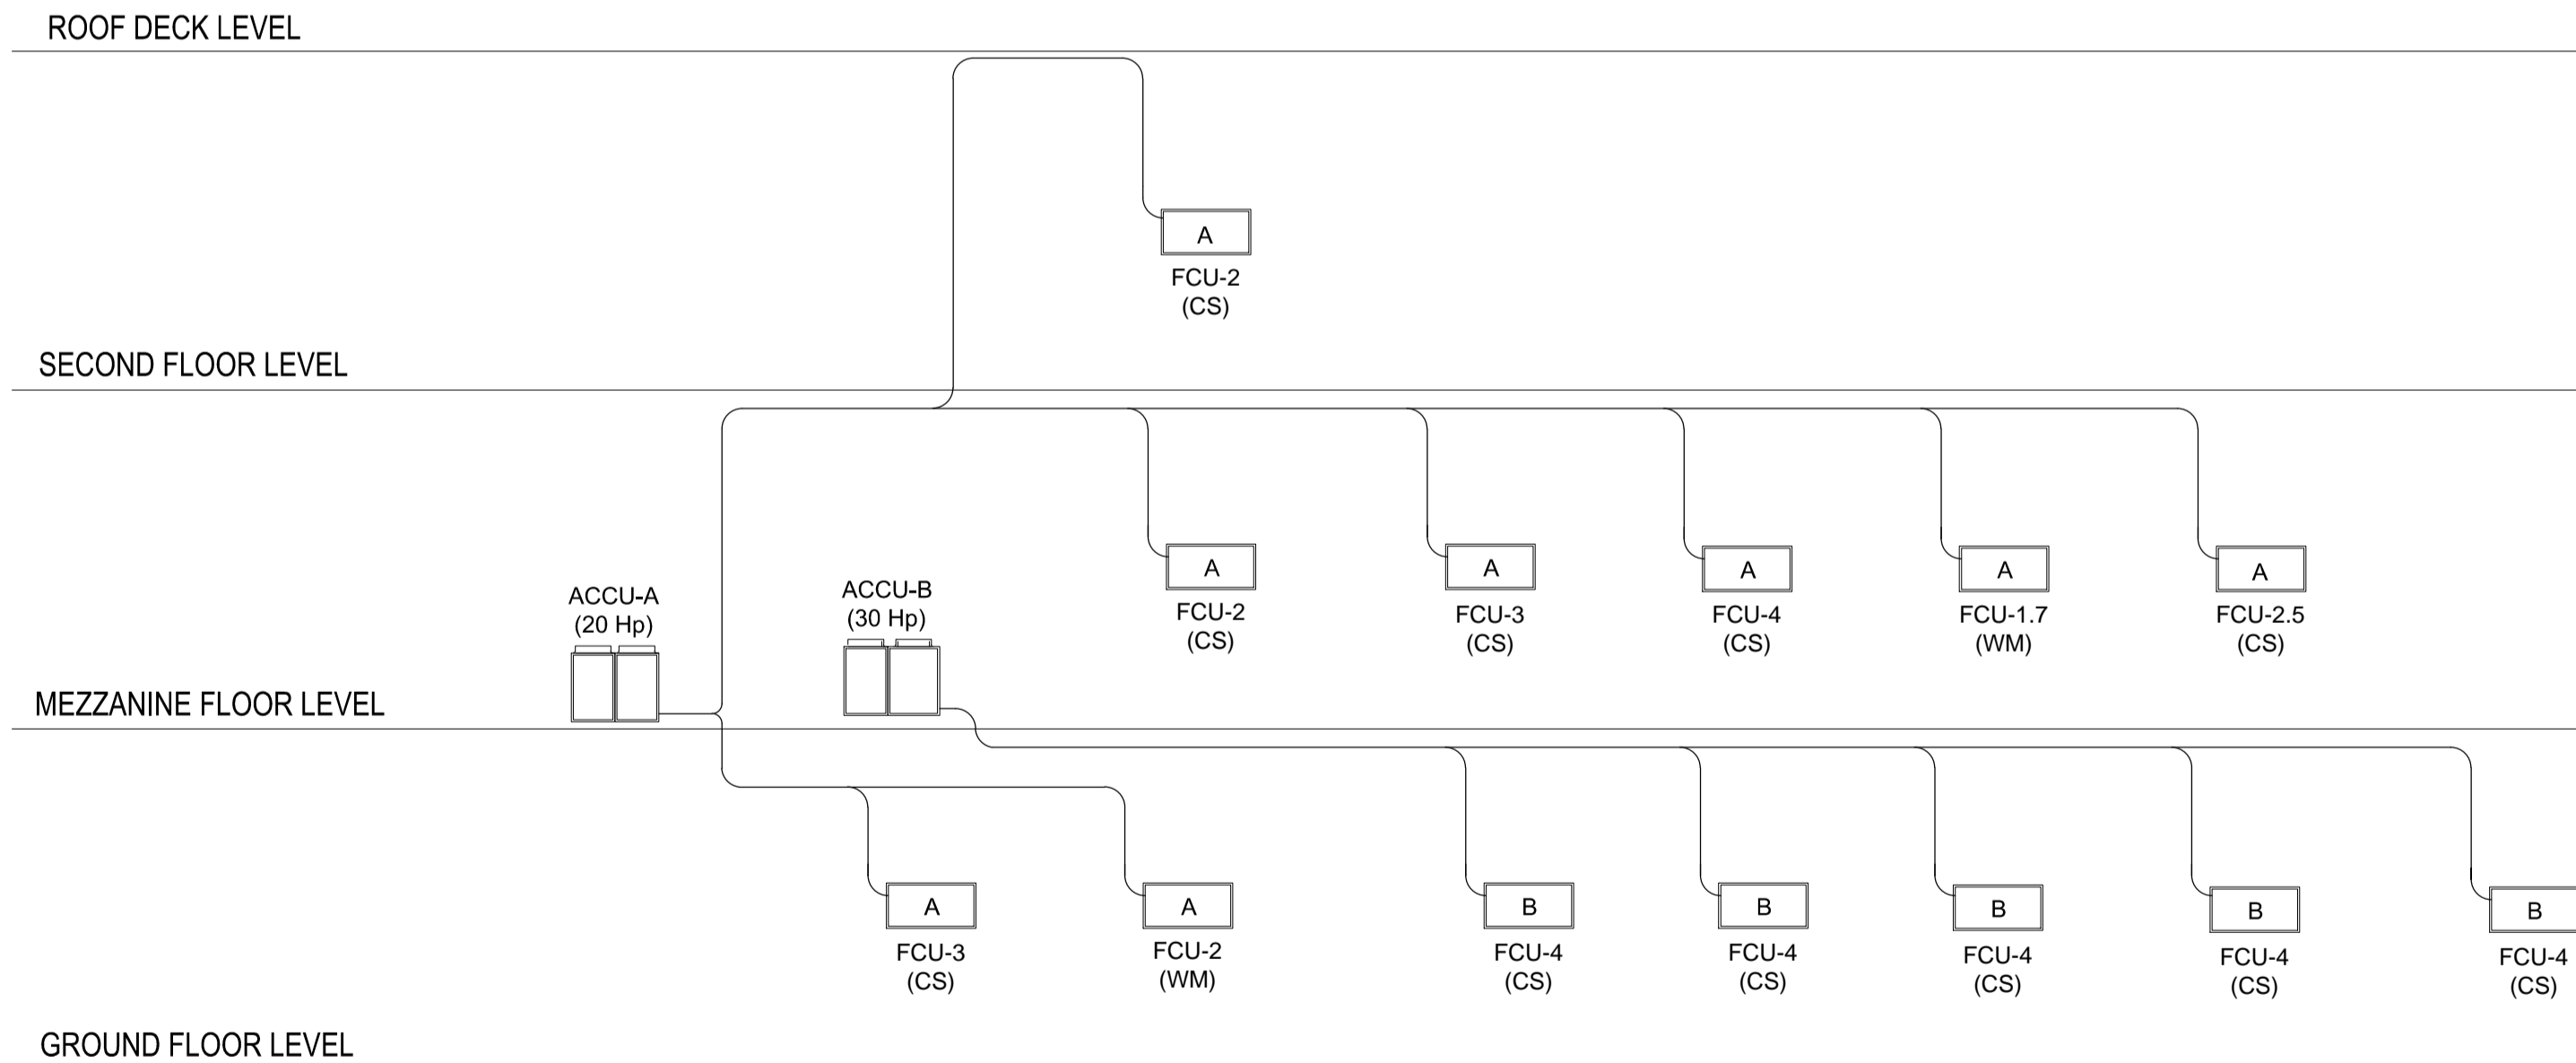 ROOF DECK LEVEL
A
FCU-2
(CS)
SECOND FLOOR LEVEL
ACCU-A
(20 Hp)
ACCU-B
(30 Hp)
A
FCU-2
(CS)
A
FCU-3
(CS)
A
FCU-4
(CS)
A
FCU-1.7
(WM)
A
FCU-2.5
(CS)
MEZZANINE FLOOR LEVEL
A
FCU-3
(CS)
A
FCU-2
(WM)
B
FCU-4
(CS)
B
FCU-4
(CS)
B
FCU-4
(CS)
B
FCU-4
(CS)
B
FCU-4
(CS)
GROUND FLOOR LEVEL